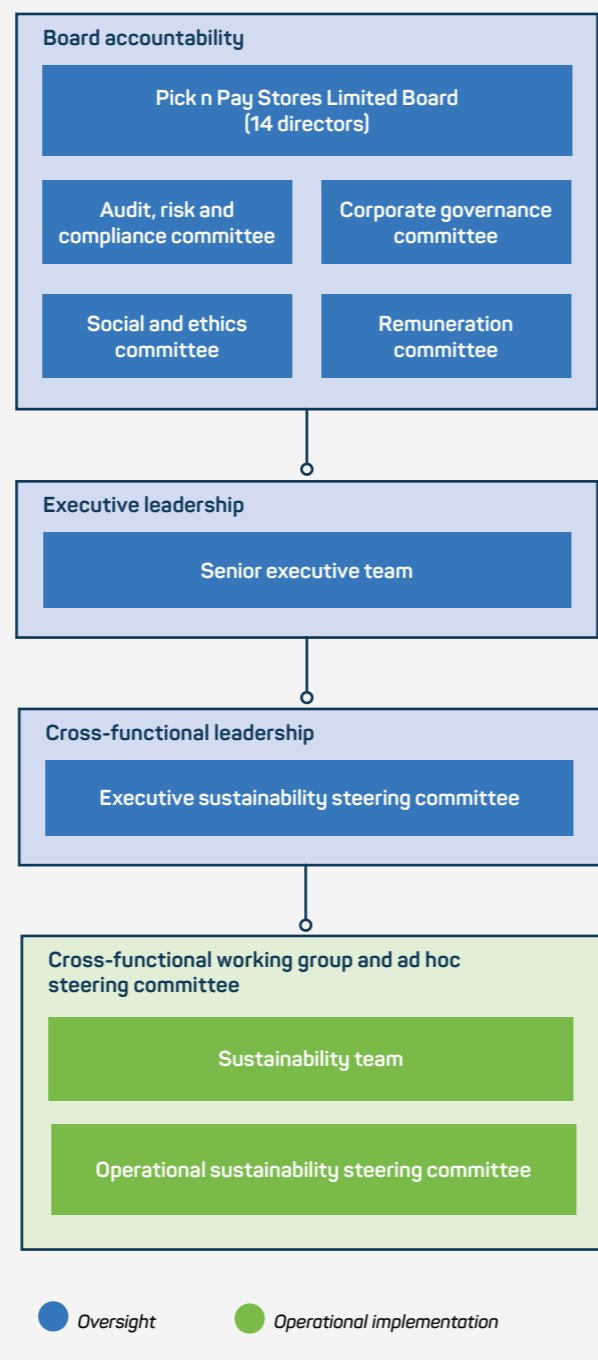 Board accountability
Pick n Pay Stores Limited Board
(14 directors)
Audit, risk and
compliance committee
Corporate governance
committee
Social and ethics
committee
Remuneration
committee
Executive leadership
Senior executive team
Cross-functional leadership
Executive sustainability steering committee
Cross-functional working group and ad hoc
steering committee
Sustainability team
Operational sustainability steering committee
Oversight
Operational implementation